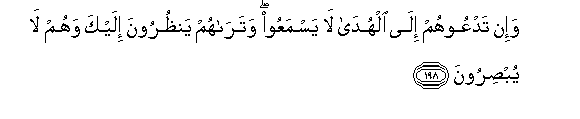 وَإِن تَدْعُوهُمْ إِلَى ٱلْهُدَىٰ لَا يَسْمَعُوا۟ ۖ وَتَرَىٰهُمْ يَنظُرُونَ إِلَيْكَ وَهُمْ لَا
يُبْصِرُونَ ﴿١٩٨﴾